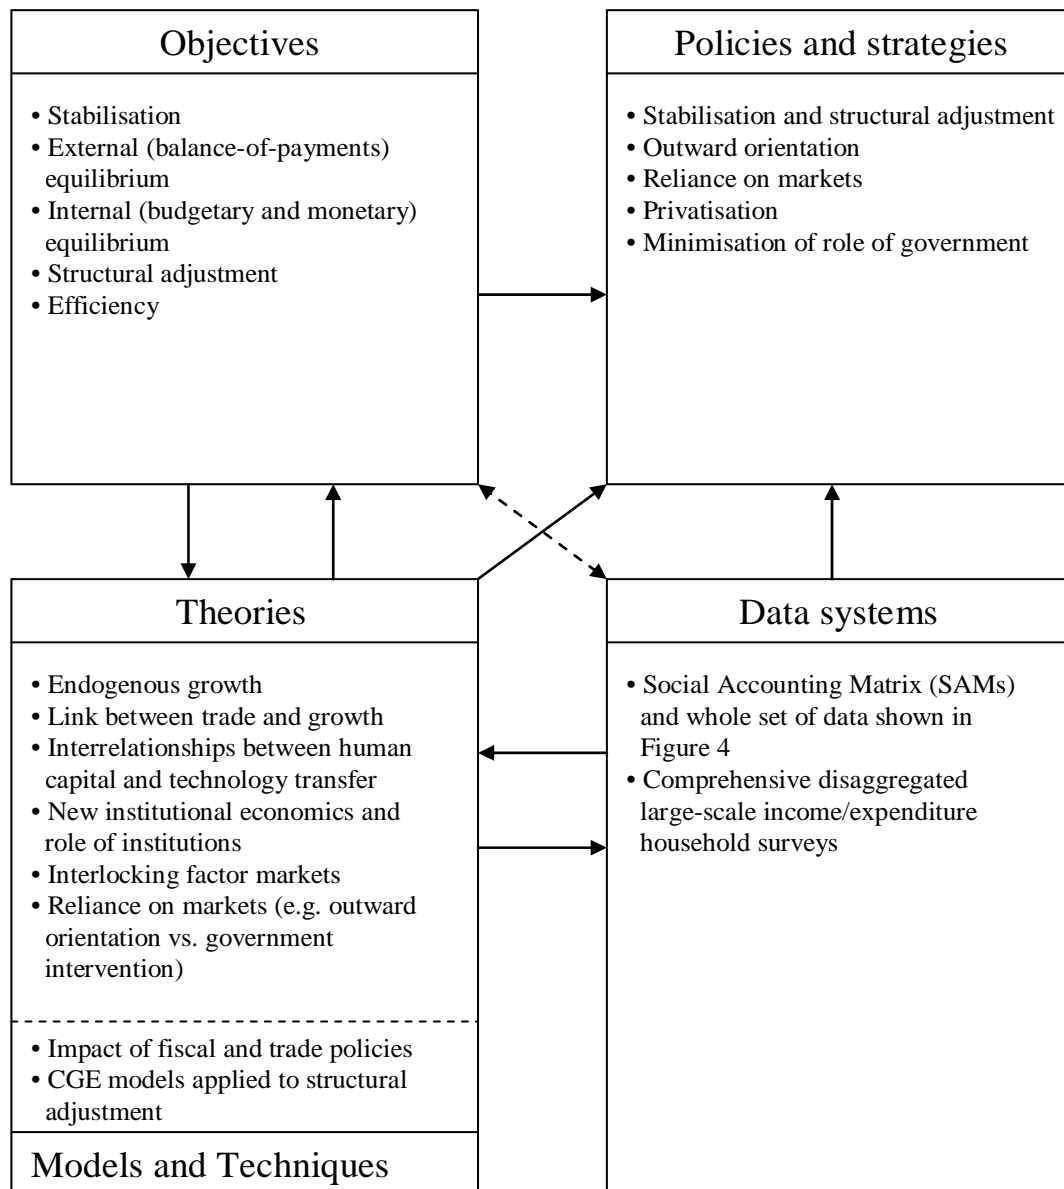 Objectives
• Stabilisation
• External (balance-of-payments)
equilibrium
• Internal (budgetary and monetary)
equilibrium
• Structural adjustment
• Efficiency
Policies and strategies
• Stabilisation and structural adjustment
• Outward orientation
• Reliance on markets
• Privatisation
• Minimisation of role of government
Theories
• Endogenous growth
• Link between trade and growth
• Interrelationships between human
capital and technology transfer
• New institutional economics and
role of institutions
• Interlocking factor markets
• Reliance on markets (e.g. outward
orientation vs. government
intervention)
• Impact of fiscal and trade policies
• CGE models applied to structural
adjustment
Models and Techniques
Data systems
• Social Accounting Matrix (SAMs)
and whole set of data shown in
Figure 4
• Comprehensive disaggregated
large-scale income/expenditure
household surveys